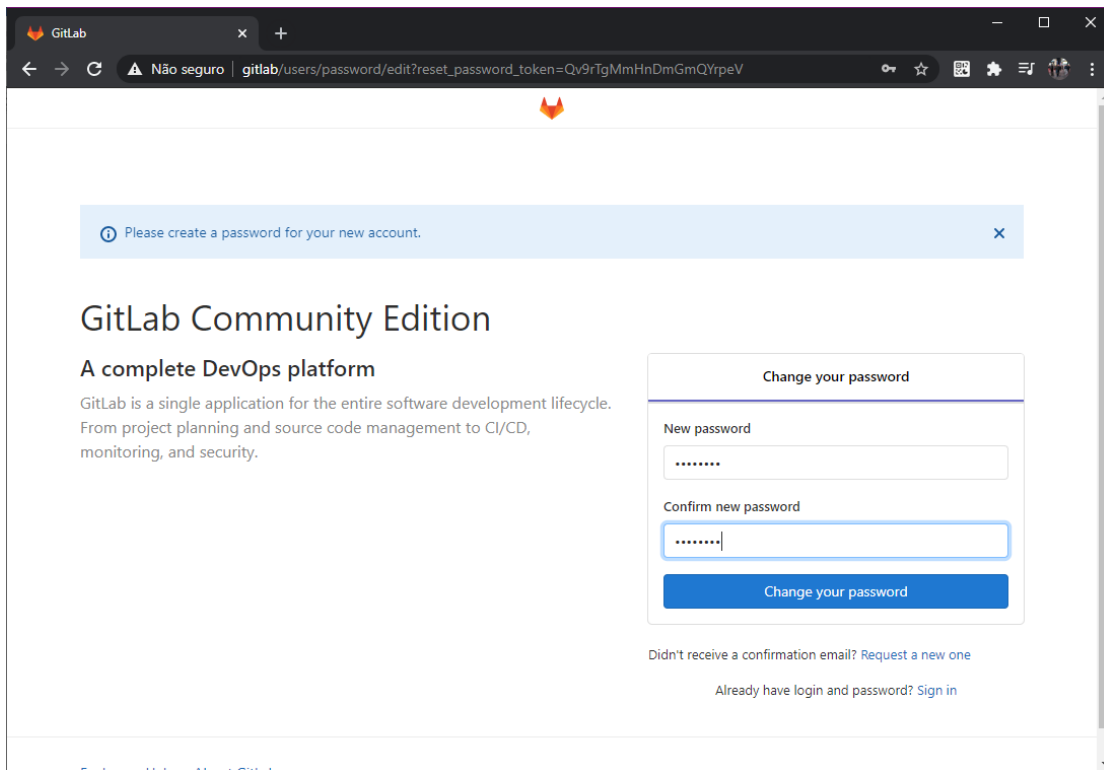 GitLab
Não seguro | gitlab/users/password/edit?reset_password_token=Qv9rTgMmHnDmGmQYrpeV
Please create a password for your new account.
GitLab Community Edition
A complete DevOps platform
GitLab is a single application for the entire software development lifecycle.
From project planning and source code management to CI/CD,
monitoring, and security.
Change your password
New password
••••••••
Confirm new password
••••••••
Change your password
Didn't receive a confirmation email? Request a new one
Already have login and password? Sign in